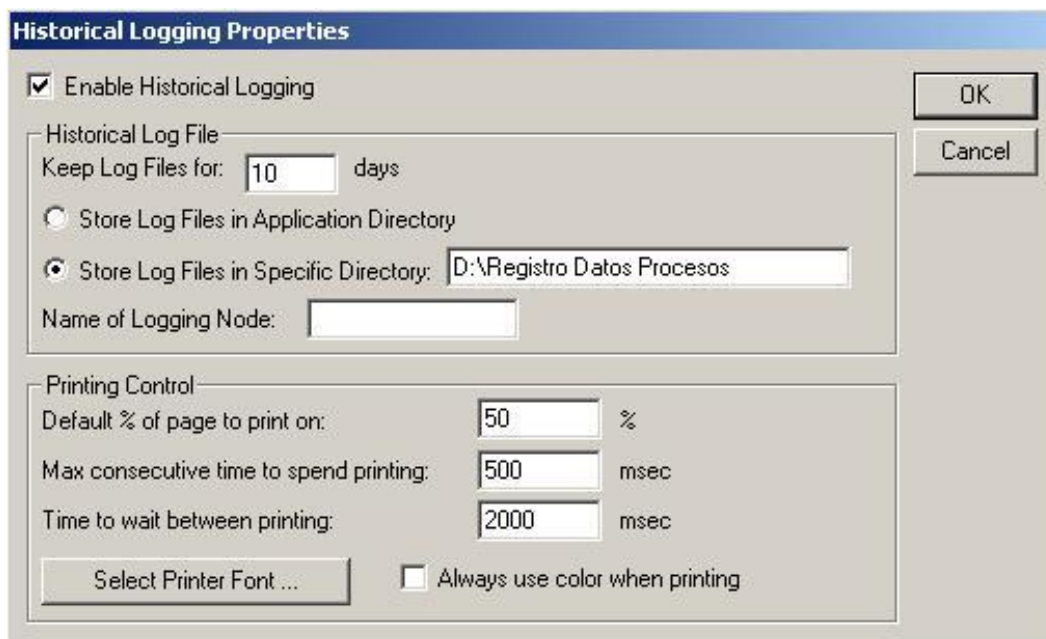 Historical Logging Properties
Enable Historical Logging
OK
Historical Log File
Cancel
Keep Log Files for: 10 days
Store Log Files in Application Directory
Store Log Files in Specific Directory: D:\Registro Datos Procesos
Name of Logging Node:
Printing Control
Default % of page to print on: 50 %
Max consecutive time to spend printing: 500 msec
Time to wait between printing: 2000 msec
Select Printer Font ... Always use color when printing